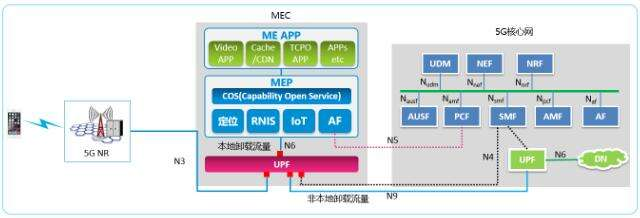 MEC
5G核心网
ME APP
Video
APP
Cache
/CDN
TCPO
APP
APPs
etc
MEP
COS(Capability Open Service)
定位
RNIS
IoT
AF
本地卸载流量
N6
UPF
5G NR
N3
UDM
NEF
NRF
Nudm
Nnef
Nnrf
Nausf
Npcf
Naf
AUSF
PCF
SMF
AMF
AF
N5
N4
UPF
N6
DN
非本地卸载流量
N9